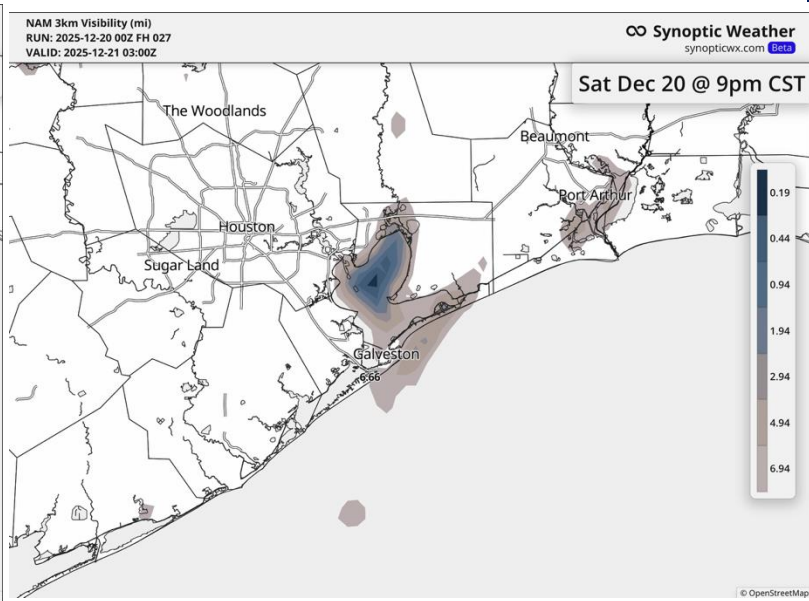 NAM 3km Visibility (mi)
RUN: 2025-12-20 00Z FH 027
VALID: 2025-12-21 03:00Z
Synoptic Weather
synopticwx.com Beta
Sat Dec 20 @ 9pm CST
The Woodlands
Beaumont
Port Arthur
Houston
Sugar Land
Galveston
6.66
0.19
0.44
0.94
1.94
2.94
4.94
6.94
© OpenStreetMap